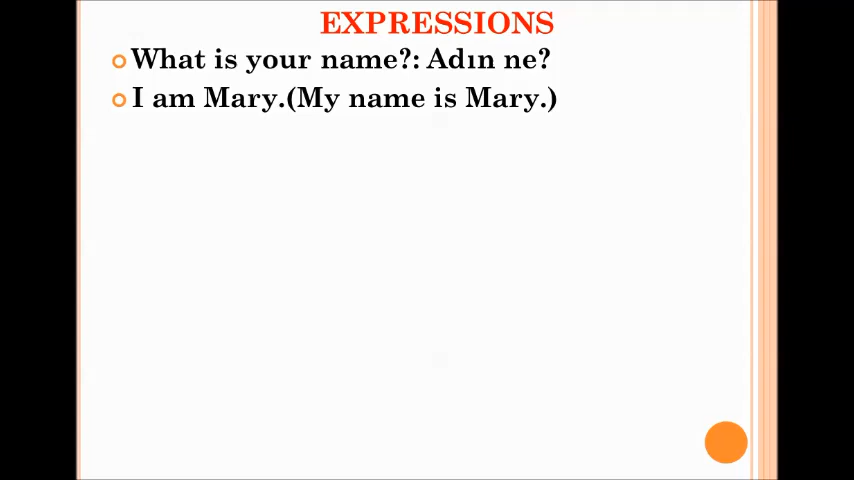 EXPRESSIONS
What is your name?: Adın ne?
I am Mary.(My name is Mary.)